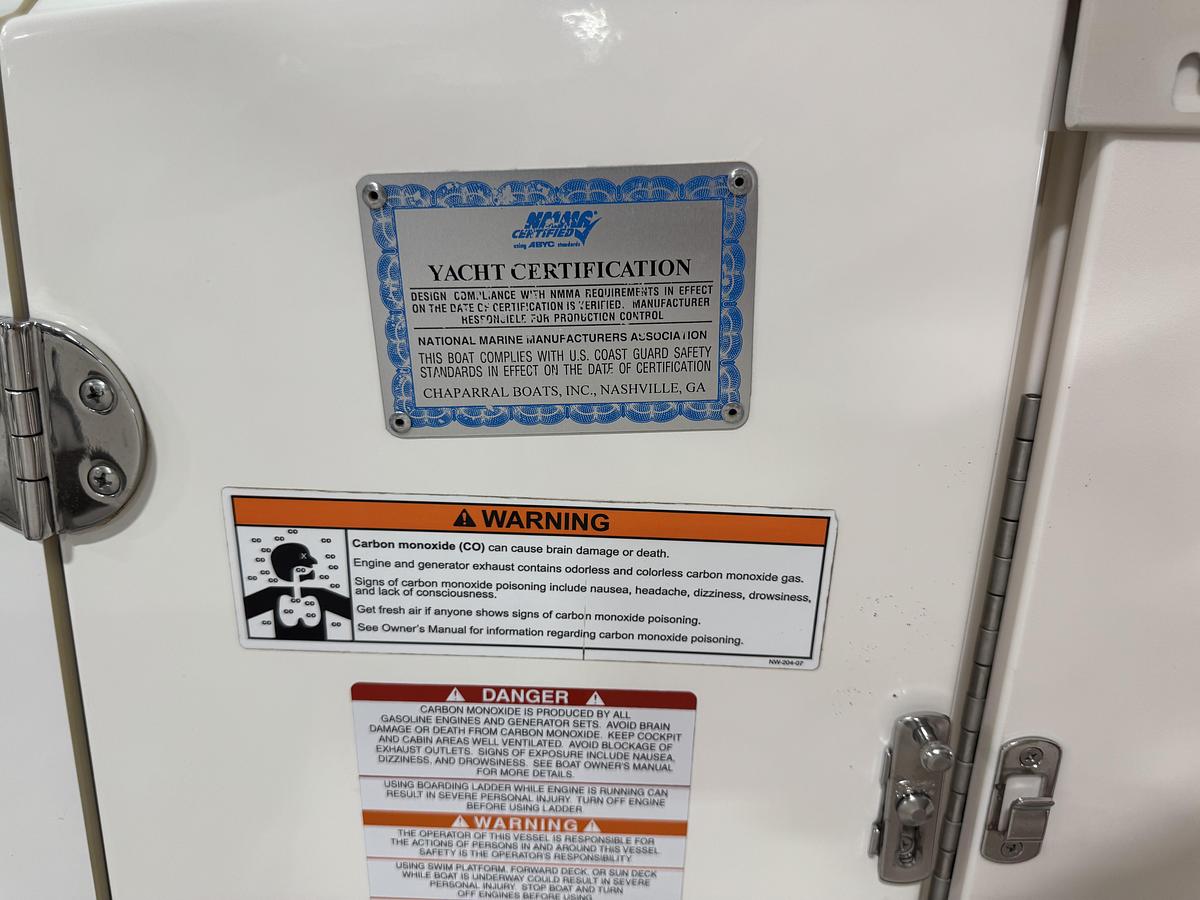 NMMA
CERTIFIED
using ABYC standards
YACHT CERTIFICATION
DESIGN COMPLIANCE WITH NMMA REQUIREMENTS IN EFFECT
ON THE DATE OF CERTIFICATION IS VERIFIED. MANUFACTURER
RESPONSIBLE FOR PRODUCTION CONTROL
NATIONAL MARINE MANUFACTURERS ASSOCIATION
THIS BOAT COMPLIES WITH U.S. COAST GUARD SAFETY
STANDARDS IN EFFECT ON THE DATE OF CERTIFICATION
CHAPARRAL BOATS, INC., NASHVILLE, GA
WARNING
Carbon monoxide (CO) can cause brain damage or death.
Engine and generator exhaust contains odorless and colorless carbon monoxide gas.
Signs of carbon monoxide poisoning include nausea, headache, dizziness, drowsiness,
and lack of consciousness.
Get fresh air if anyone shows signs of carbon monoxide poisoning.
See Owner's Manual for information regarding carbon monoxide poisoning.
NW-204-07
DANGER
CARBON MONOXIDE IS PRODUCED BY ALL
GASOLINE ENGINES AND GENERATOR SETS. AVOID BRAIN
DAMAGE OR DEATH FROM CARBON MONOXIDE. KEEP COCKPIT
AND CABIN AREAS WELL VENTILATED. AVOID BLOCKAGE OF
EXHAUST OUTLETS. SIGNS OF EXPOSURE INCLUDE NAUSEA,
DIZZINESS, AND DROWSINESS. SEE BOAT OWNER'S MANUAL
FOR MORE DETAILS.
USING BOARDING LADDER WHILE ENGINE IS RUNNING CAN
RESULT IN SEVERE PERSONAL INJURY. TURN OFF ENGINE
BEFORE USING LADDER.
WARNING
THE OPERATOR OF THIS VESSEL IS RESPONSIBLE FOR
THE ACTIONS OF PERSONS IN AND AROUND THIS VESSEL.
SAFETY IS THE OPERATOR'S RESPONSIBILITY.
USING SWIM PLATFORM, FORWARD DECK, OR SUN DECK
WHILE BOAT IS UNDERWAY COULD RESULT IN SEVERE
PERSONAL INJURY. STOP BOAT AND TURN
OFF ENGINES BEFORE USING